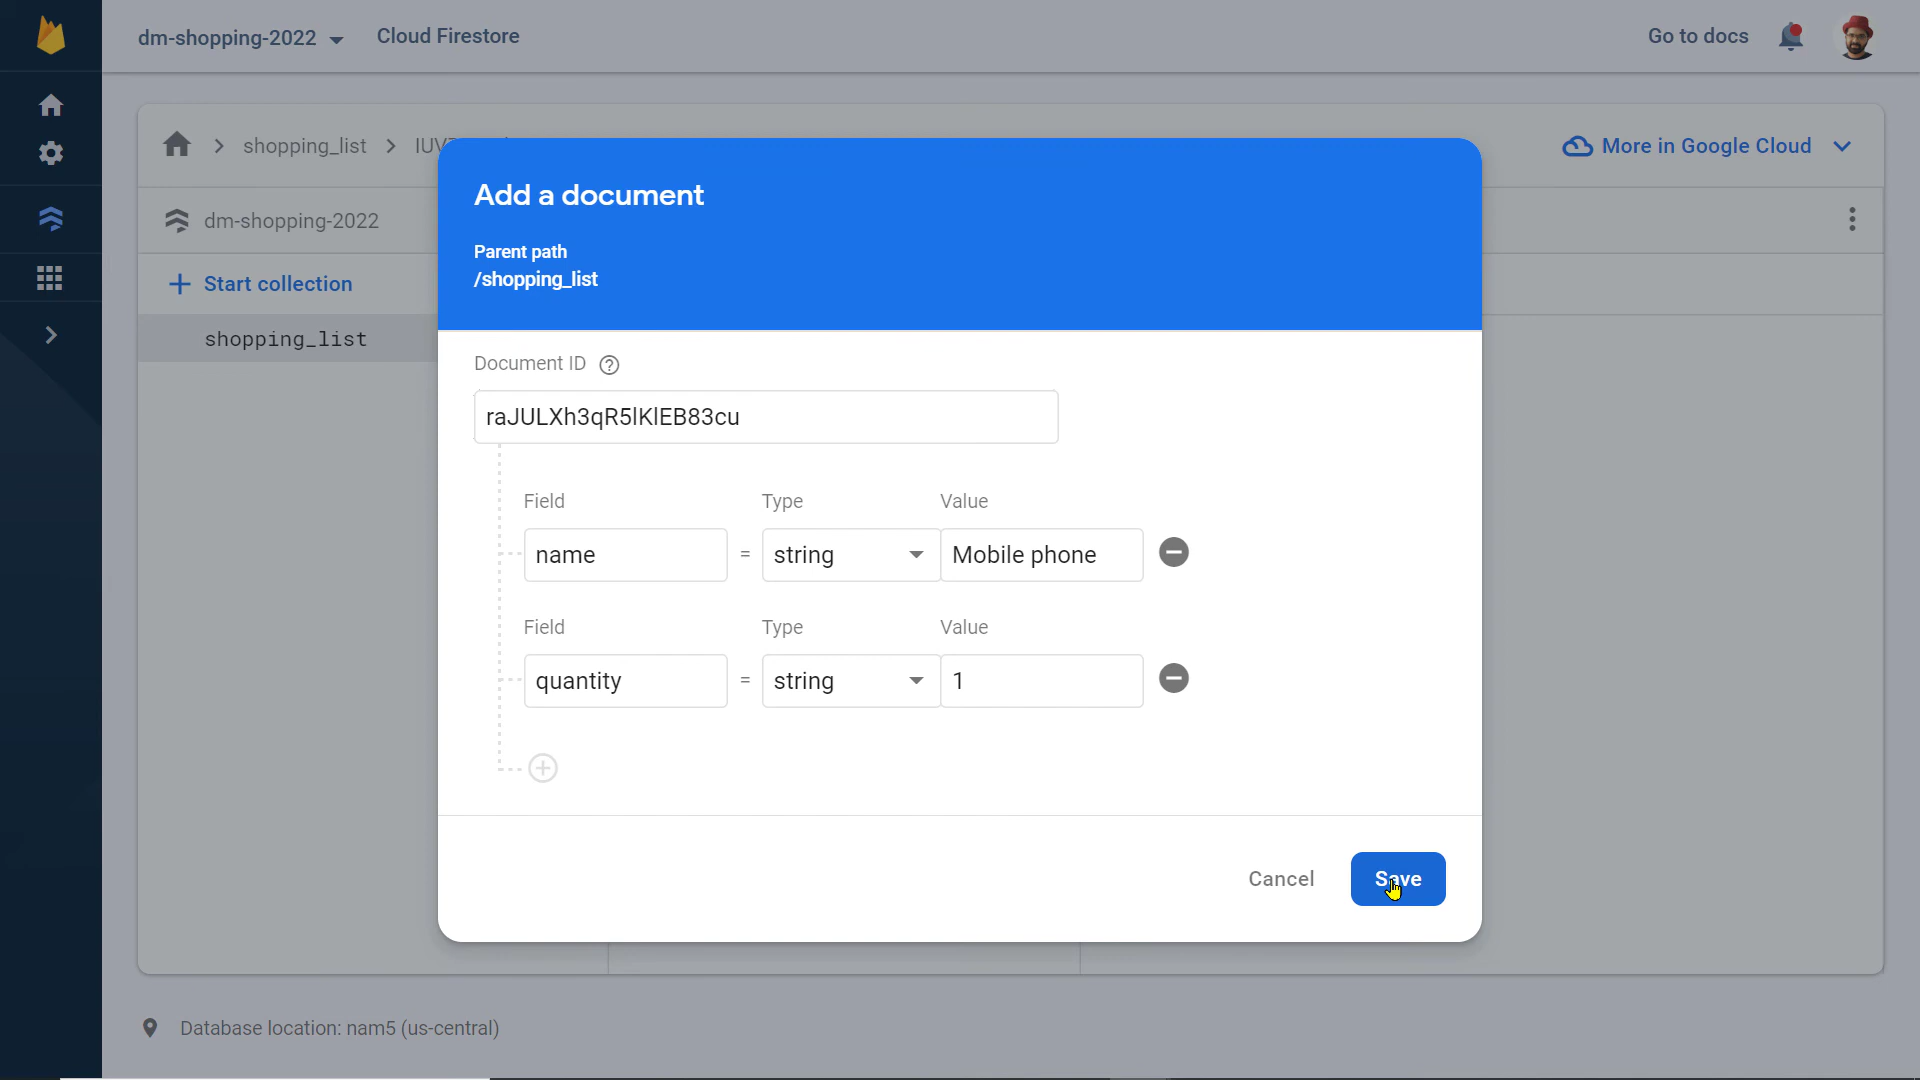 dm-shopping-2022
Cloud Firestore
Go to docs
shopping_list
More in Google Cloud
dm-shopping-2022
Start collection
shopping_list
Add a document
Parent path
/shopping_list
Document ID
raJULXh3qR5lKlEB83cu
Field Type Value
name = string Mobile phone
Field Type Value
quantity = string 1
Cancel Save
Database location: nam5 (us-central)